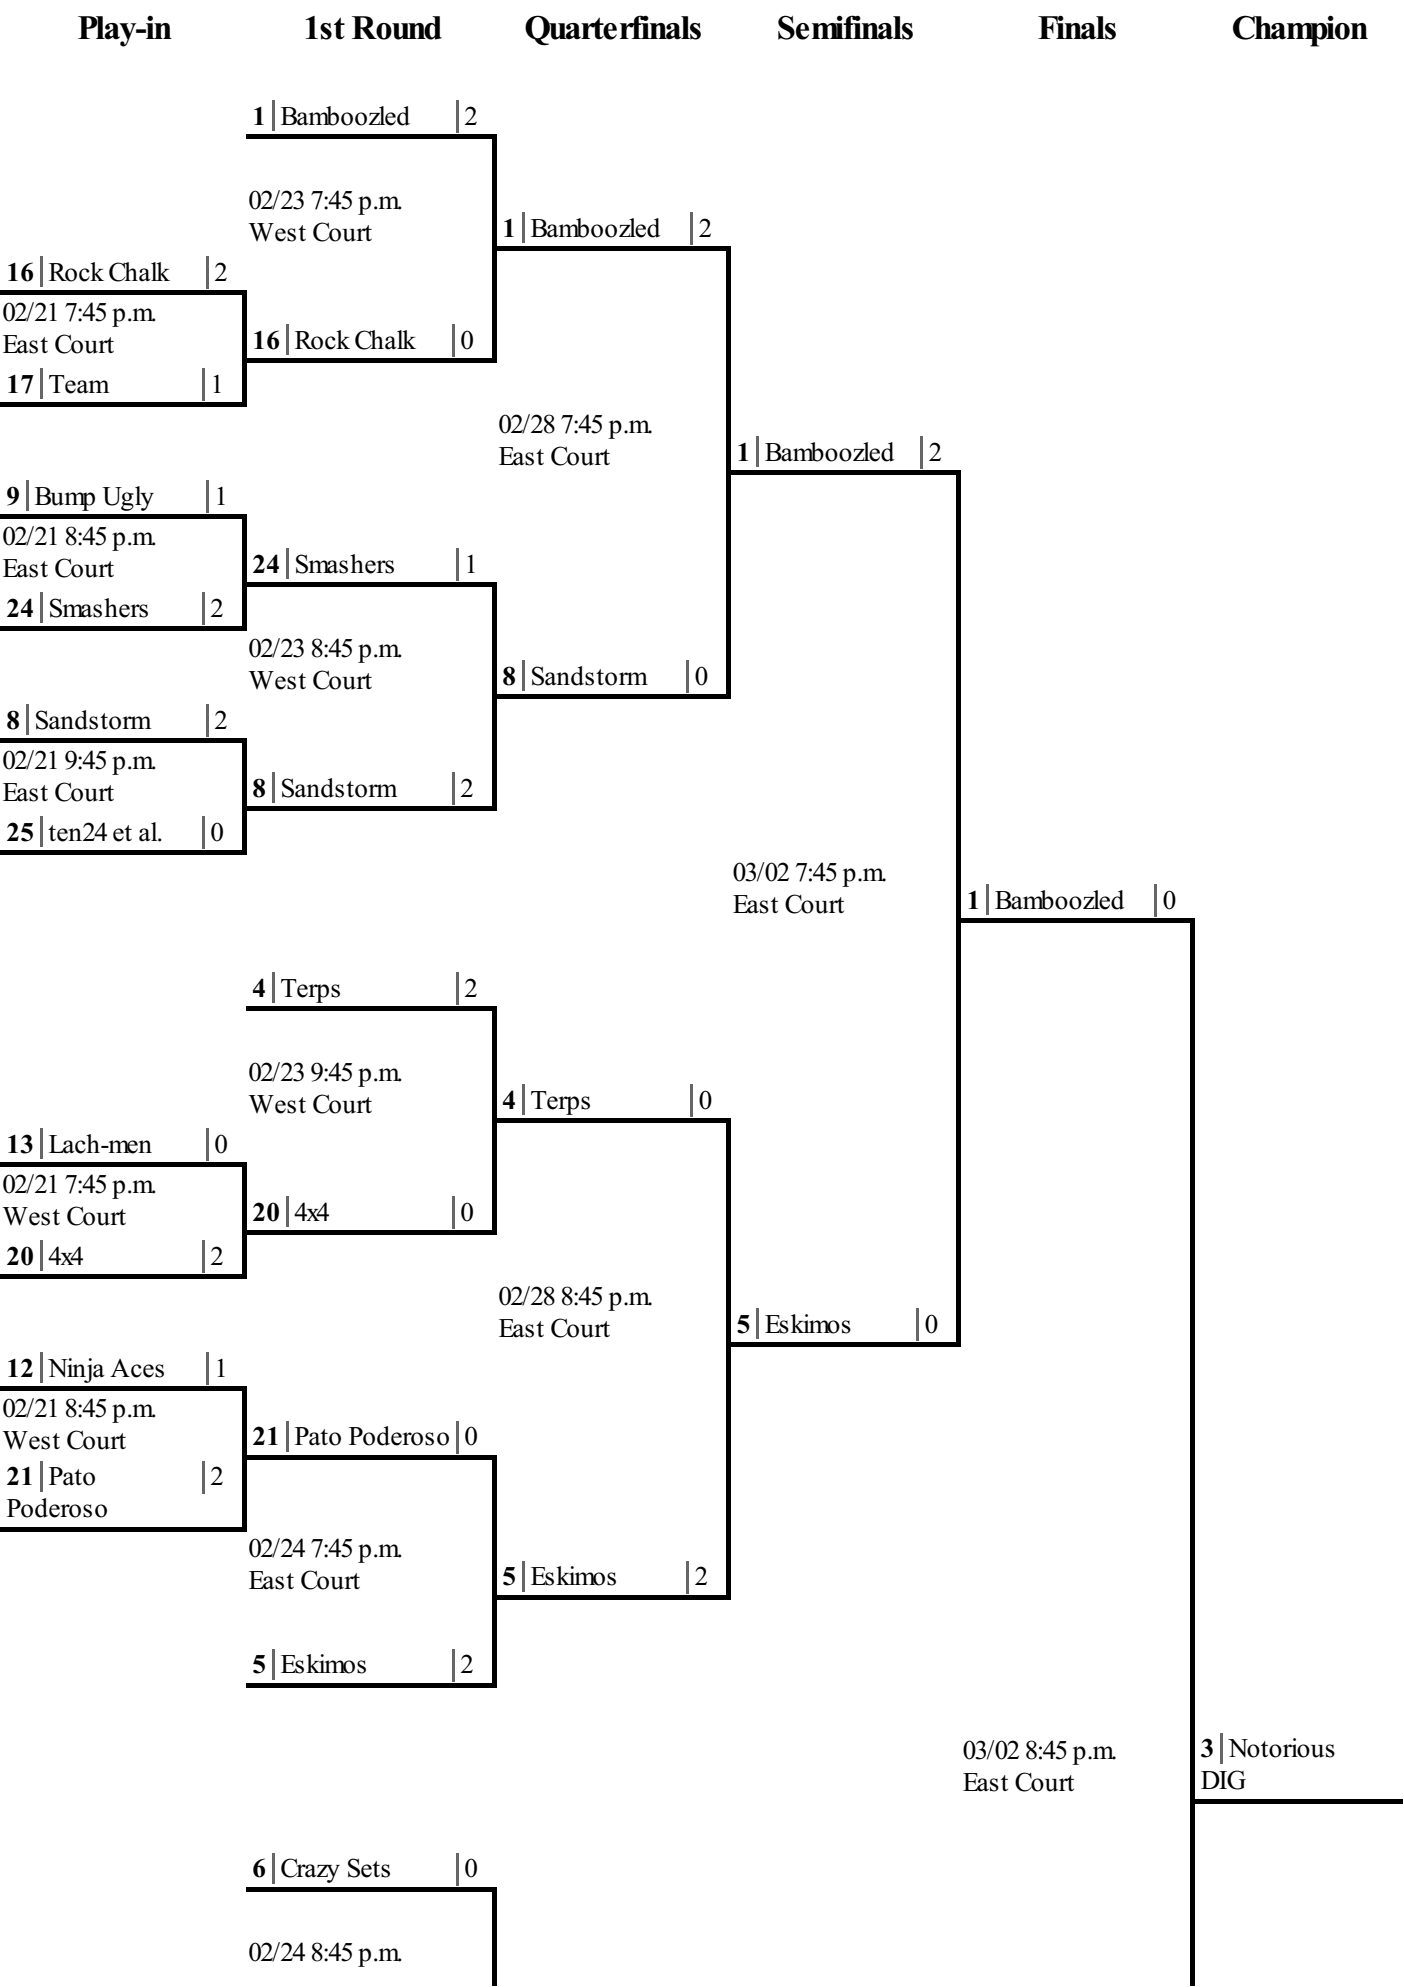 Play-in 1st Round Quarterfinals Semifinals Finals Champion
1 Bamboozled 2
02/23 7:45 p.m.
West Court
1 Bamboozled 2
16 Rock Chalk 2
02/21 7:45 p.m.
East Court
16 Rock Chalk 0
17 Team 1
02/28 7:45 p.m.
East Court
1 Bamboozled 2
9 Bump Ugly 1
02/21 8:45 p.m.
East Court
24 Smashers 1
24 Smashers 2
02/23 8:45 p.m.
West Court
8 Sandstorm 0
8 Sandstorm 2
02/21 9:45 p.m.
East Court
8 Sandstorm 2
25 ten24 et al. 0
03/02 7:45 p.m.
East Court
1 Bamboozled 0
4 Terps 2
02/23 9:45 p.m.
West Court
4 Terps 0
13 Lach-men 0
02/21 7:45 p.m.
West Court
20 4x4 0
20 4x4 2
02/28 8:45 p.m.
East Court
5 Eskimos 0
12 Ninja Aces 1
02/21 8:45 p.m.
West Court
21 Pato Poderoso 0
21 Pato 2
Poderoso
02/24 7:45 p.m.
East Court
5 Eskimos 2
5 Eskimos 2
03/02 8:45 p.m.
East Court
3 Notorious
DIG
6 Crazy Sets 0
02/24 8:45 p.m.